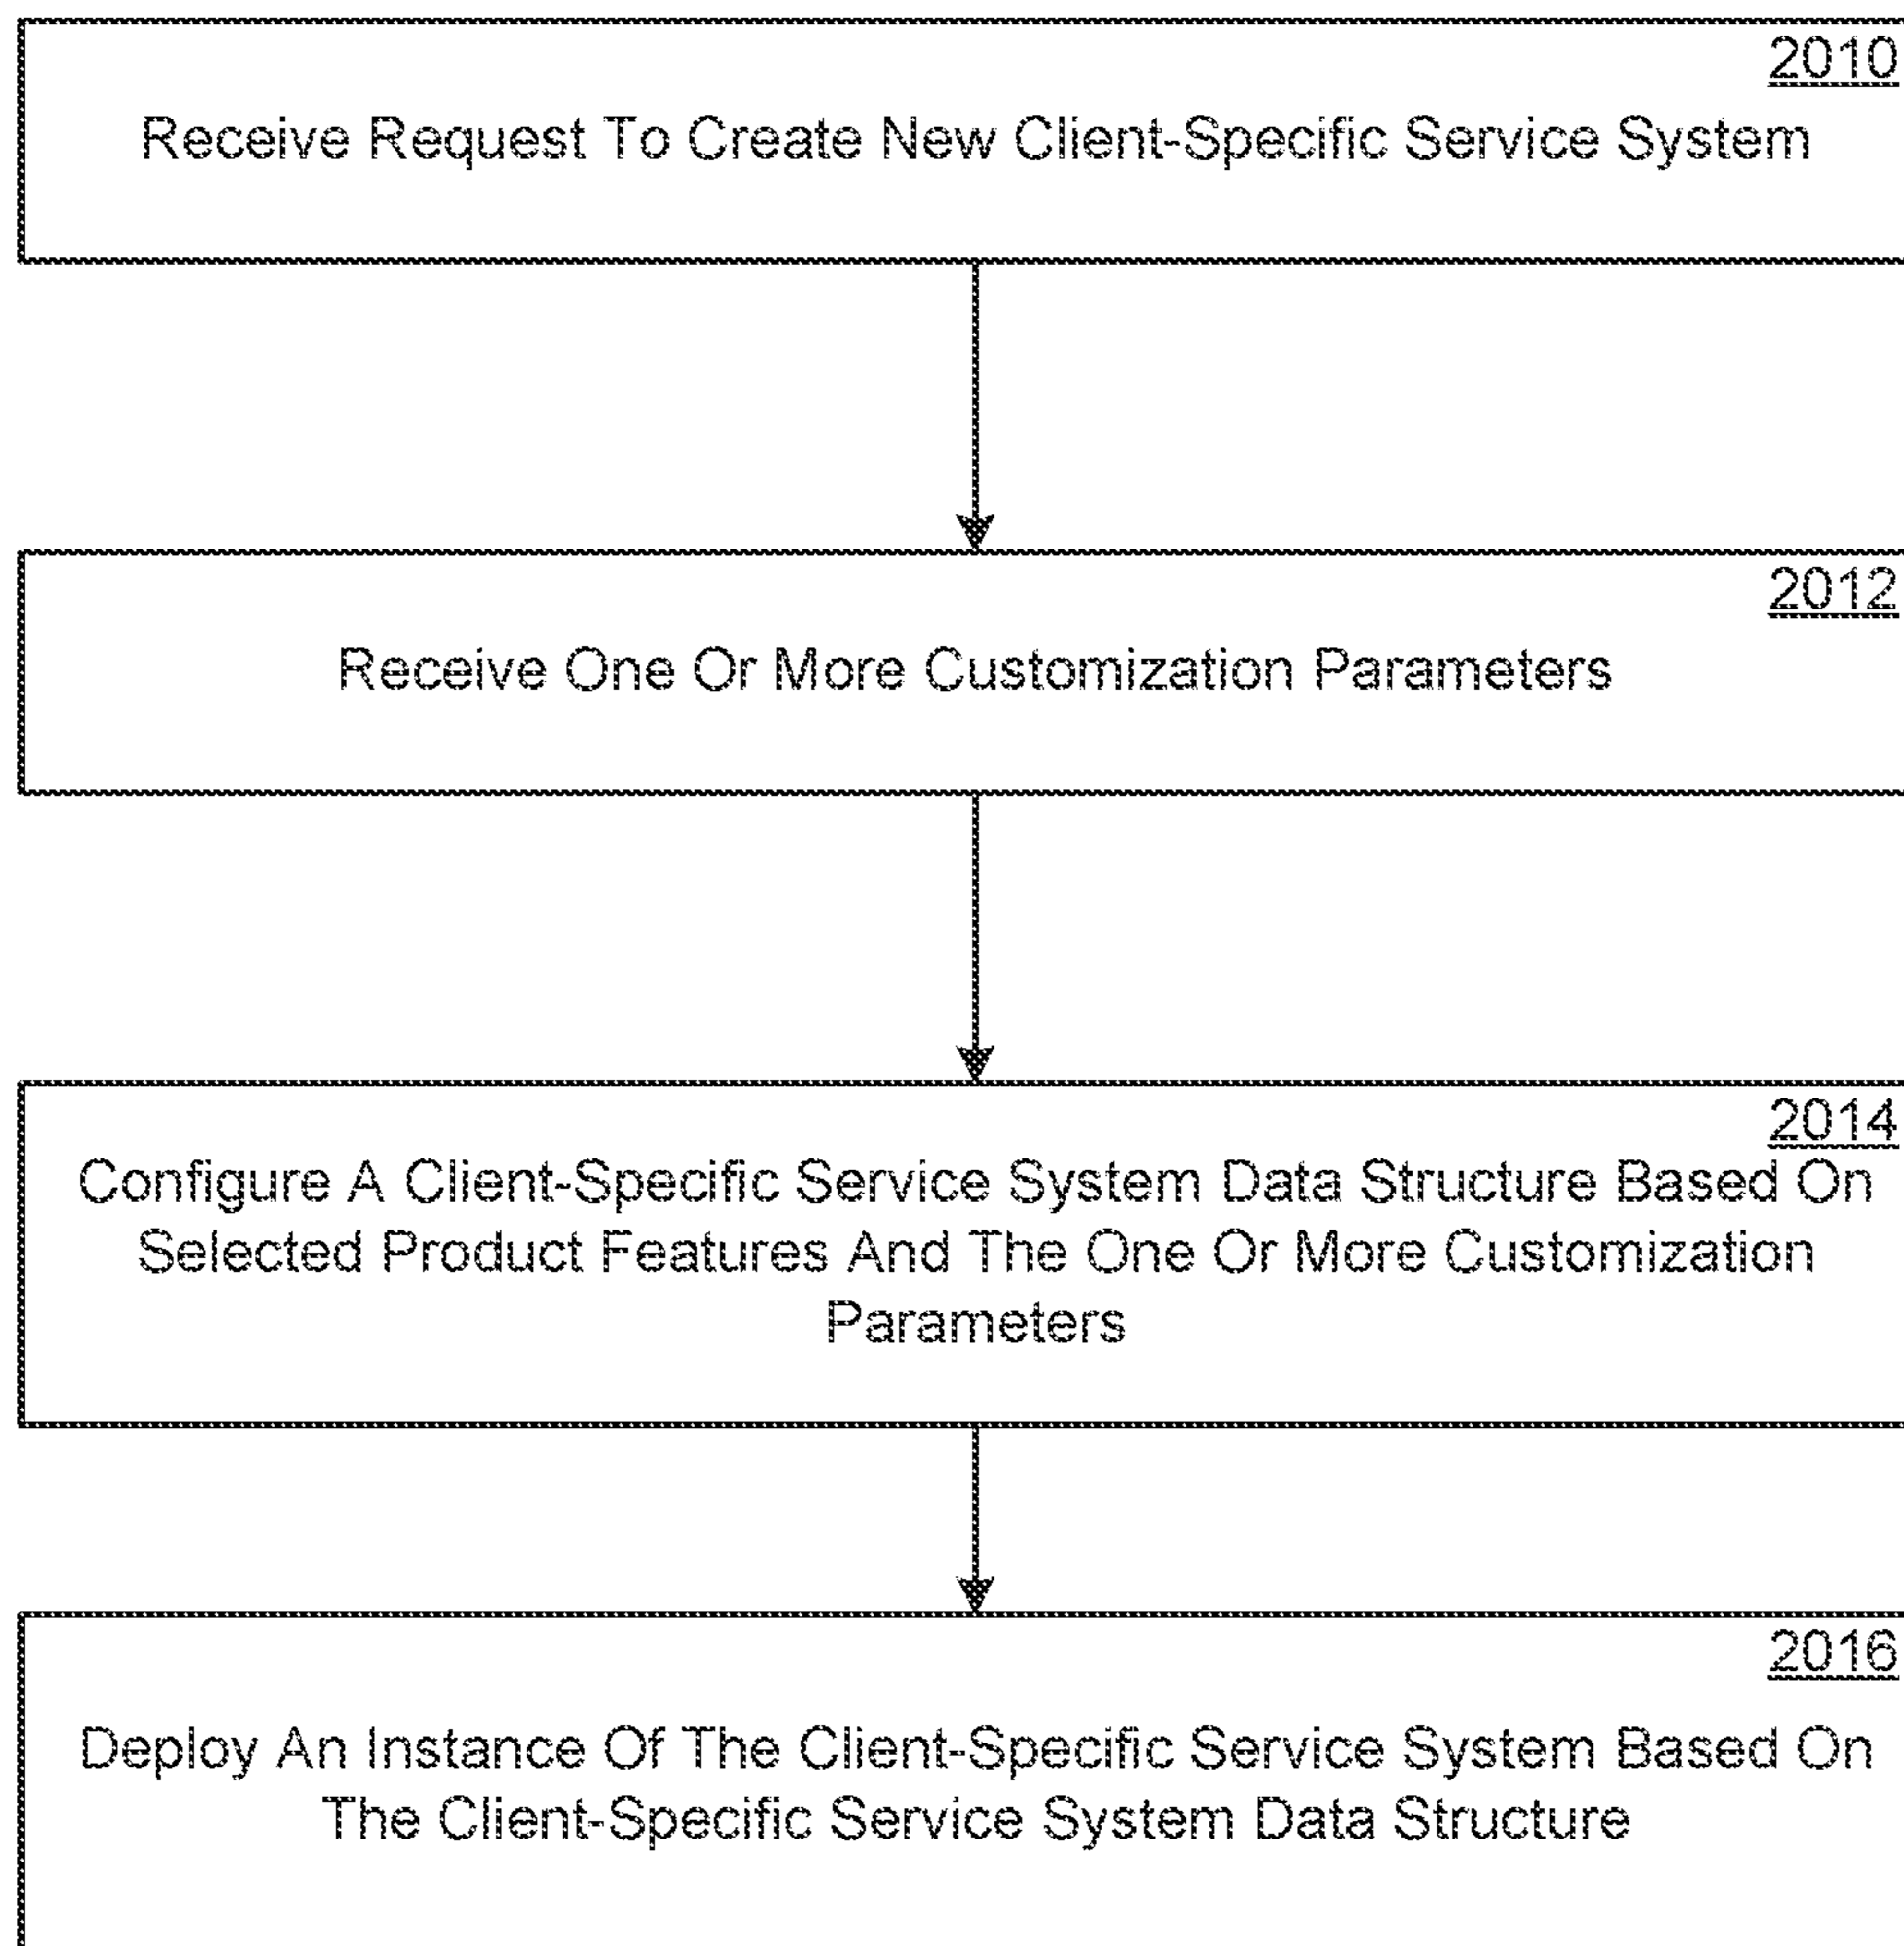 2010
Receive Request To Create New Client-Specific Service System
2012
Receive One Or More Customization Parameters
2014
Configure A Client-Specific Service System Data Structure Based On
Selected Product Features And The One Or More Customization
Parameters
2016
Deploy An Instance Of The Client-Specific Service System Based On
The Client-Specific Service System Data Structure